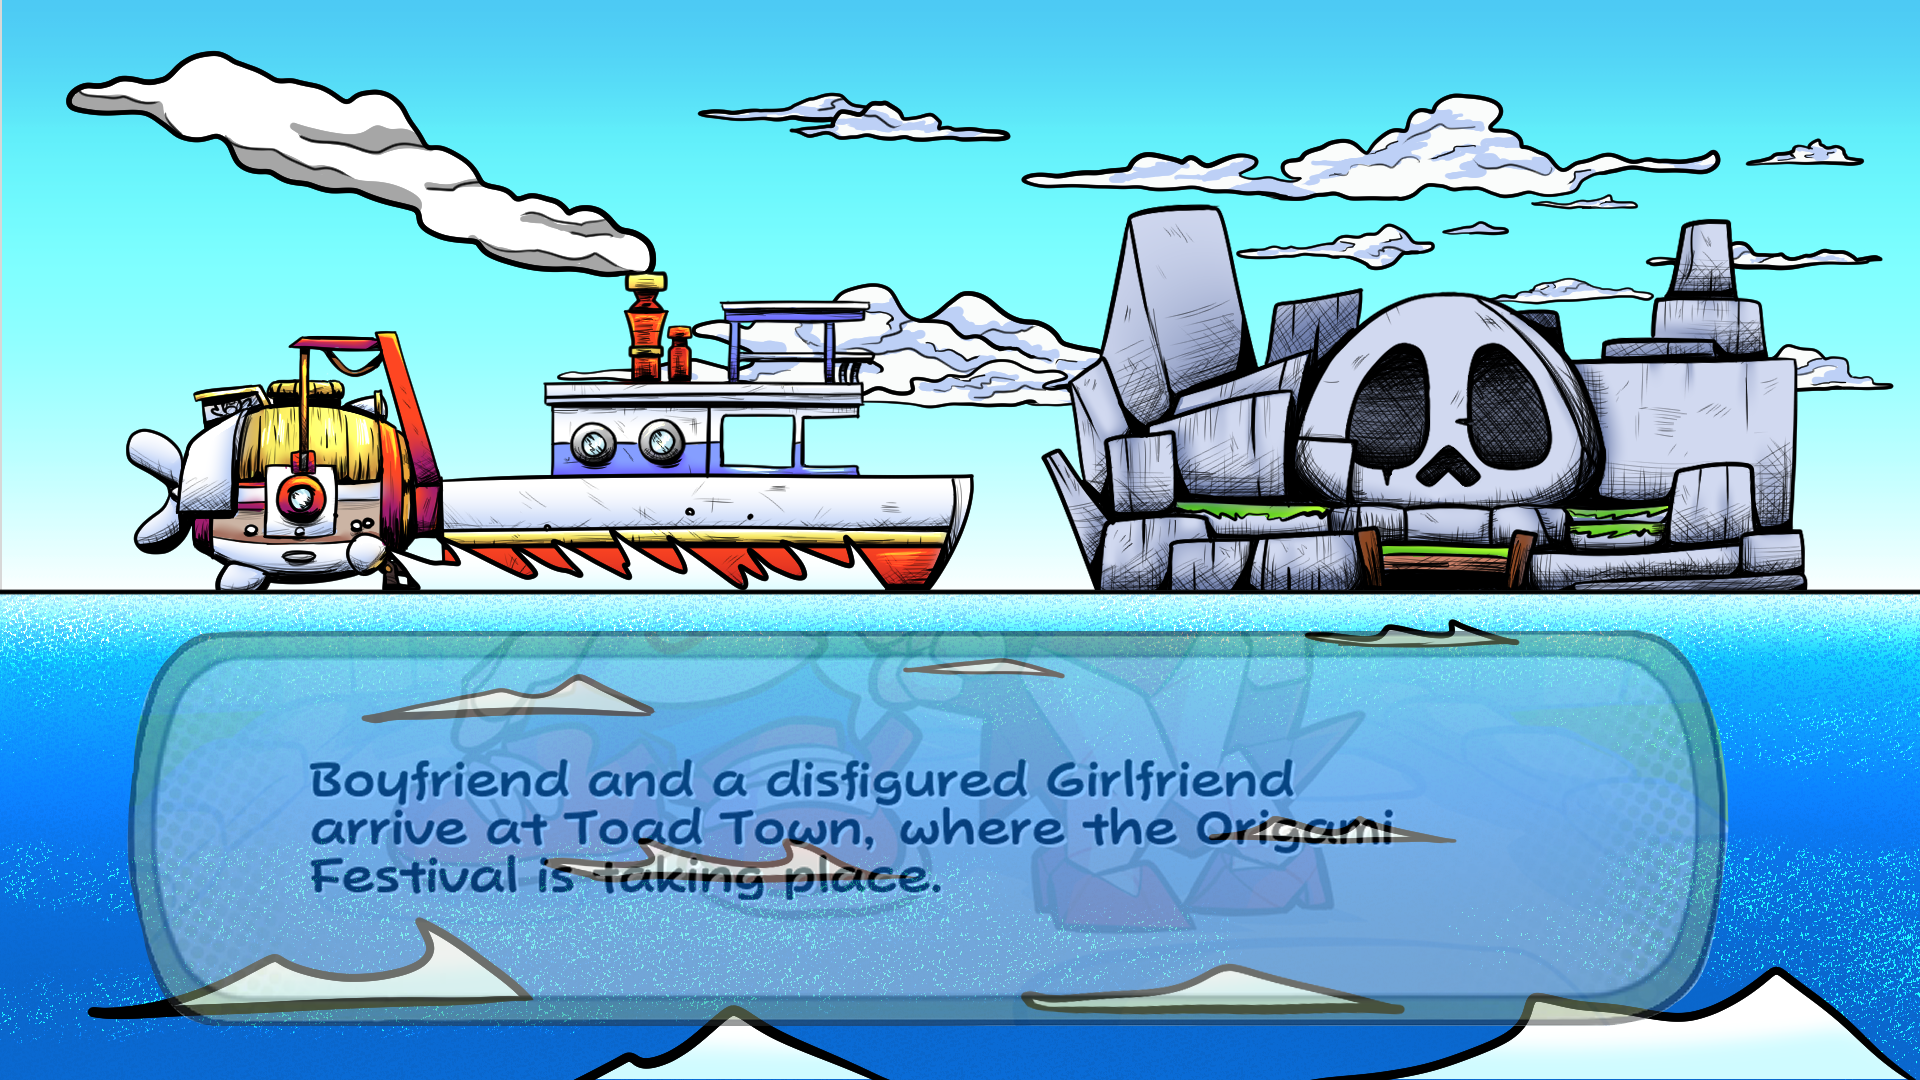 Boyfriend and a disfigured Girlfriend
arrive at Toad Town, where the Origami
Festival is taking place.